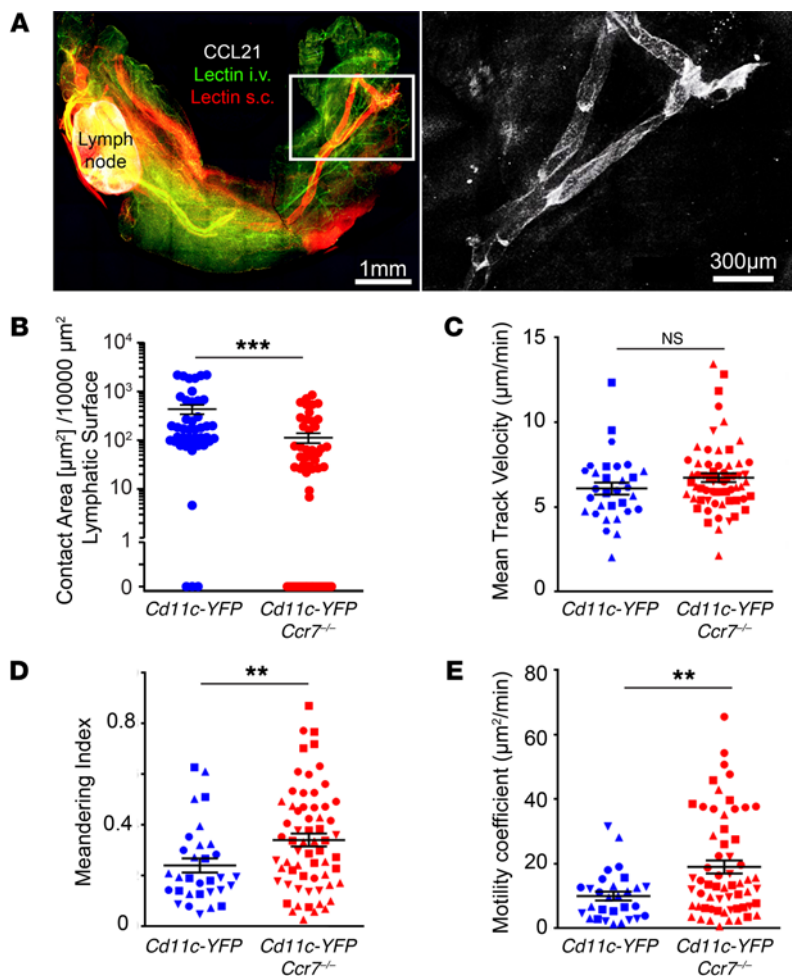 A
CCL21
Lectin i.v.
Lectin s.c.
Lymph
node
1mm
300µm
B
***
Contact Area [µm²] /10000 µm²
Lymphatic Surface
10⁴
10³
10²
10
1
0
Cd11c-YFP
Cd11c-YFP
Ccr7⁻/⁻
C
NS
Mean Track Velocity (µm/min)
15
10
5
0
Cd11c-YFP
Cd11c-YFP
Ccr7⁻/⁻
D
**
Meandering Index
0.8
0.4
0
Cd11c-YFP
Cd11c-YFP
Ccr7⁻/⁻
E
**
Motility coefficient (µm²/min)
80
60
40
20
0
Cd11c-YFP
Cd11c-YFP
Ccr7⁻/⁻